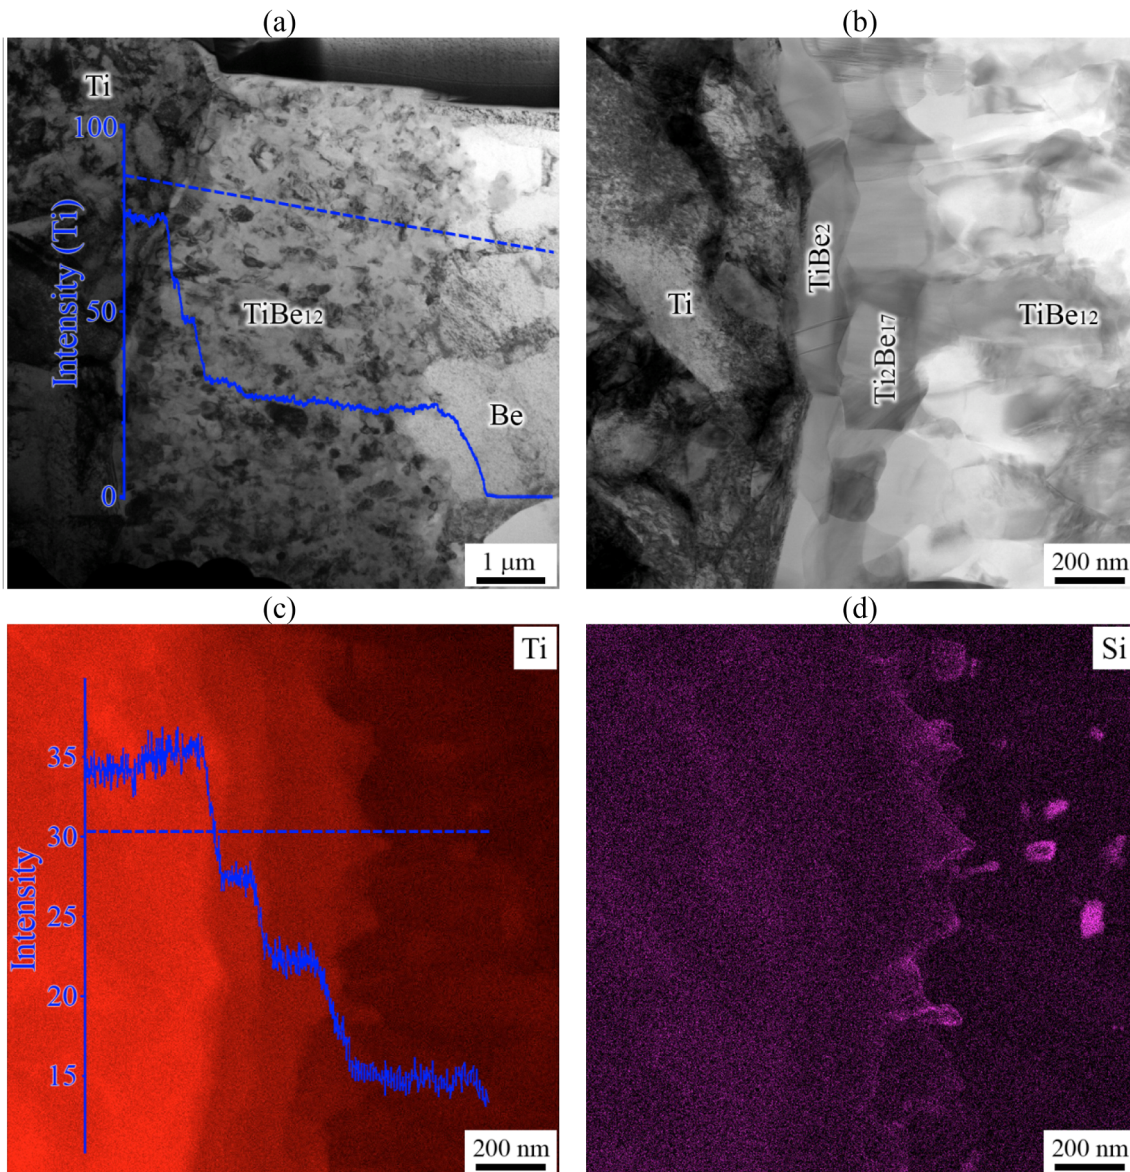 (a)
Ti
100
Intensity (Ti)
50
0
TiBe₁₂
Be
1 μm
(b)
Ti
TiBe₂
Ti₂Be₁₇
TiBe₁₂
200 nm
(c)
Ti
35
30
25
20
15
Intensity
200 nm
(d)
Si
200 nm